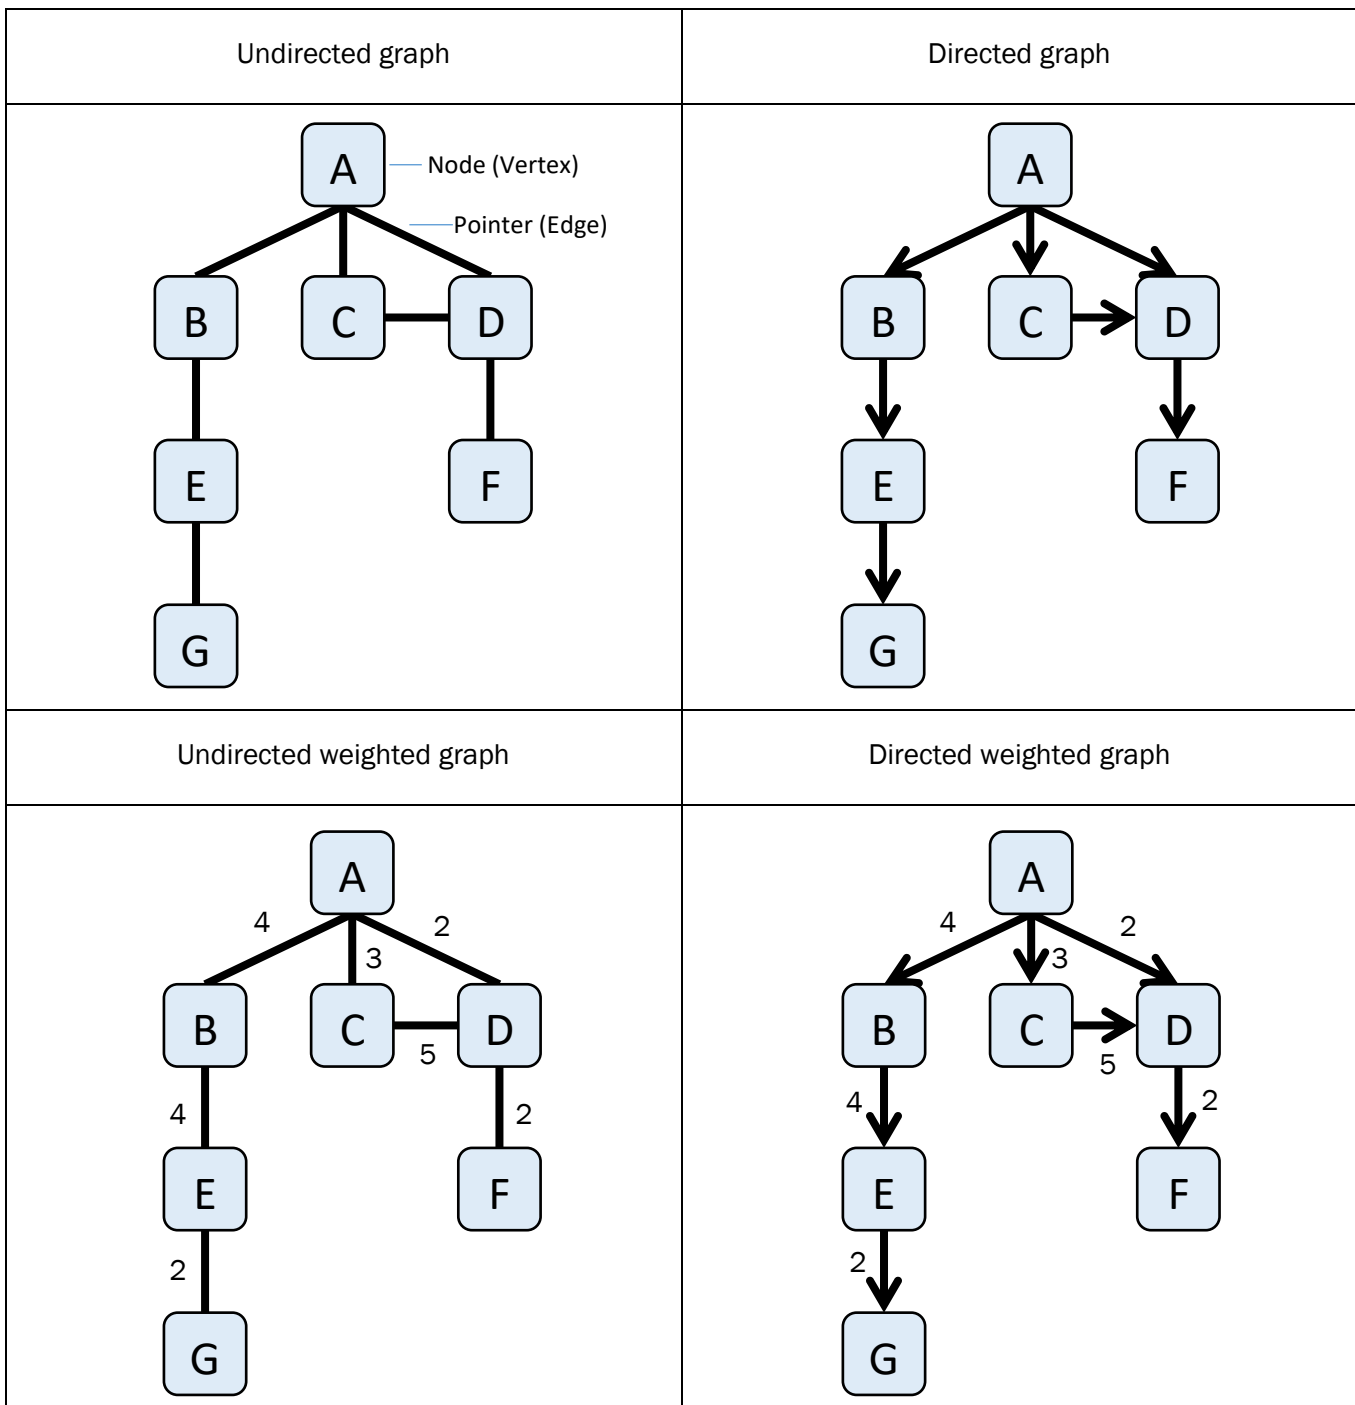 Undirected graph
Directed graph
A
Node (Vertex)
Pointer (Edge)
B C D
E F
G
A
B C D
E F
G
Undirected weighted graph
Directed weighted graph
A
4 2
3
B C D
5
4 2
E F
2
G
A
4 2
3
B C D
5
4 2
E F
2
G